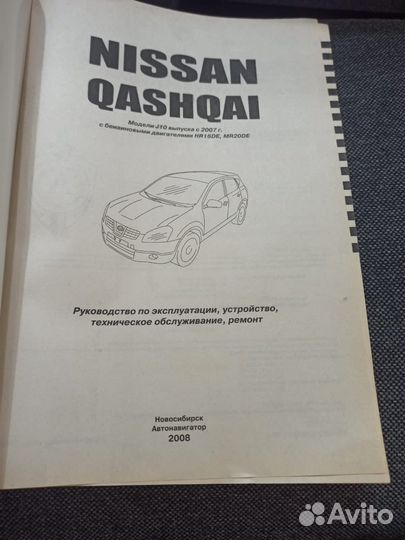 NISSAN
QASHQAI
Модели J10 выпуска с 2007 г.
с бензиновыми двигателями HR16DE, MR20DE
Руководство по эксплуатации, устройство,
техническое обслуживание, ремонт
Новосибирск
Автонавигатор
2008
Avito